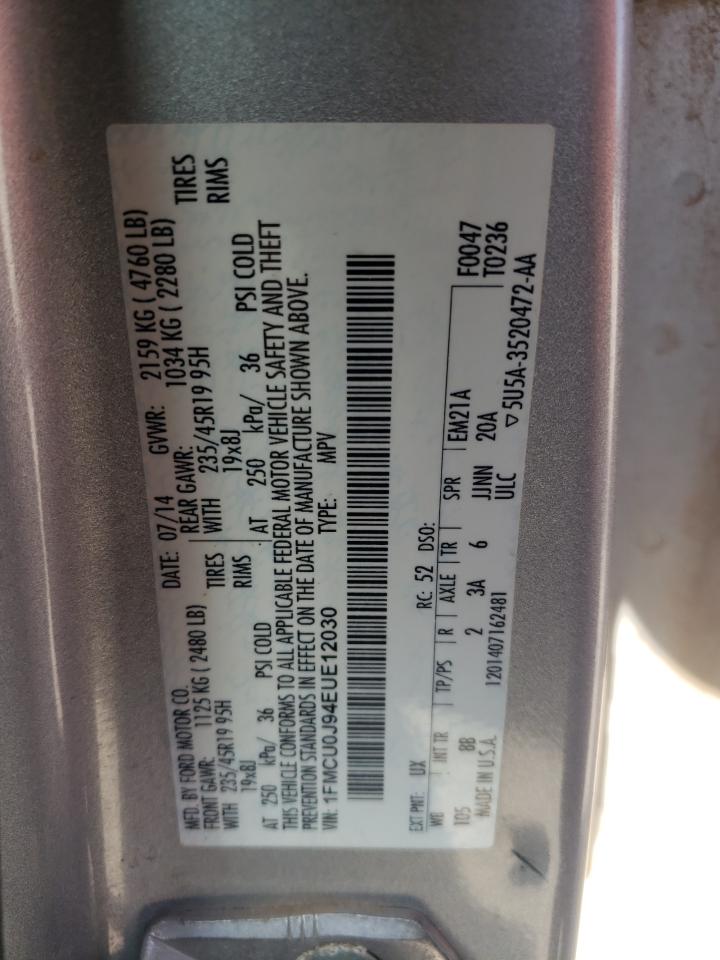 MFD. BY FORD MOTOR CO.
DATE: 07/14 GVWR: 2159 KG ( 4760 LB)
FRONT GAWR: 1125 KG ( 2480 LB) REAR GAWR: 1034 KG ( 2280 LB)
WITH 235/45R19 95H TIRES WITH 235/45R19 95H TIRES
19x8J RIMS 19x8J RIMS
AT 250 kPa/ 36 PSI COLD AT 250 kPa/ 36 PSI COLD
THIS VEHICLE CONFORMS TO ALL APPLICABLE FEDERAL MOTOR VEHICLE SAFETY AND THEFT
PREVENTION STANDARDS IN EFFECT ON THE DATE OF MANUFACTURE SHOWN ABOVE.
VIN: 1FMCU0J94EUE12030 TYPE: MPV
EXT PNT: UX RC: 52 DSO: F0047
WB INT TR TP/PS R AXLE TR SPR EM21A T0236
105 BB 2 3A 6 JJNN 20A
MADE IN U.S.A. 1201407162481 ULC ▽5U5A-3520472-AA